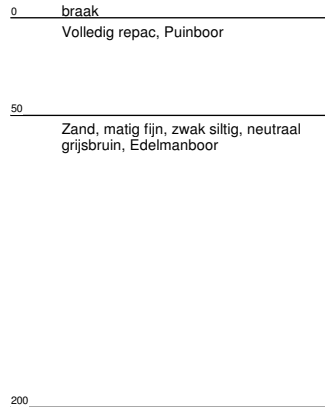 0 braak
Volledig repac, Puinboor
50
Zand, matig fijn, zwak siltig, neutraal
grijsbruin, Edelmanboor
200